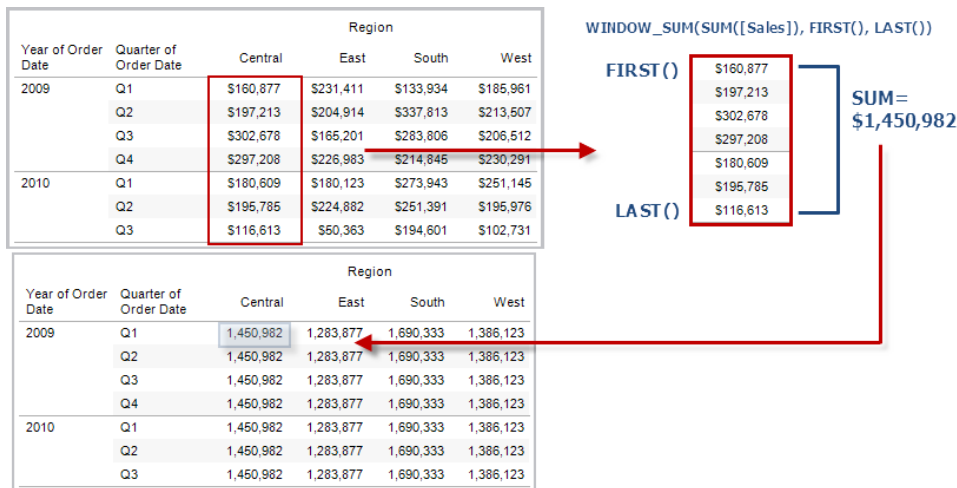 Region
Year of Order Date Quarter of Order Date Central East South West
2009 Q1 $160,877 $231,411 $133,934 $185,961
Q2 $197,213 $204,914 $337,813 $213,507
Q3 $302,678 $165,201 $283,806 $206,512
Q4 $297,208 $226,983 $214,845 $230,291
2010 Q1 $180,609 $180,123 $273,943 $251,145
Q2 $195,785 $224,882 $251,391 $195,976
Q3 $116,613 $50,363 $194,601 $102,731
WINDOW_SUM(SUM([Sales]), FIRST(), LAST())
FIRST() $160,877
$197,213
$302,678
$297,208
$180,609
$195,785
LAST() $116,613
SUM=
$1,450,982
Region
Year of Order Date Quarter of Order Date Central East South West
2009 Q1 1,450,982 1,283,877 1,690,333 1,386,123
Q2 1,450,982 1,283,877 1,690,333 1,386,123
Q3 1,450,982 1,283,877 1,690,333 1,386,123
Q4 1,450,982 1,283,877 1,690,333 1,386,123
2010 Q1 1,450,982 1,283,877 1,690,333 1,386,123
Q2 1,450,982 1,283,877 1,690,333 1,386,123
Q3 1,450,982 1,283,877 1,690,333 1,386,123